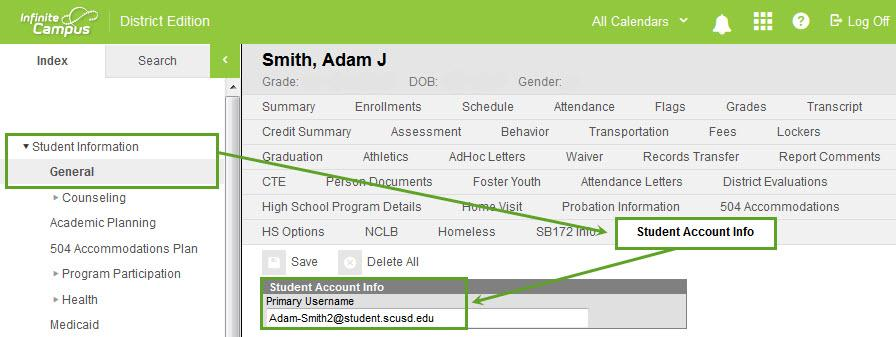 Infinite Campus District Edition All Calendars ? Log Off
Index Search
Smith, Adam J
Grade: DOB: Gender:
Summary Enrollments Schedule Attendance Flags Grades Transcript
Credit Summary Assessment Behavior Transportation Fees Lockers
Graduation Athletics AdHoc Letters Waiver Records Transfer Report Comments
CTE Person Documents Foster Youth Attendance Letters District Evaluations
High School Program Details Home Visit Probation Information 504 Accommodations
HS Options NCLB Homeless SB172 Info Student Account Info
Student Information
General
Counseling
Academic Planning
504 Accommodations Plan
Program Participation
Health
Medicaid
Save Delete All
Student Account Info
Primary Username
Adam-Smith2@student.scusd.edu